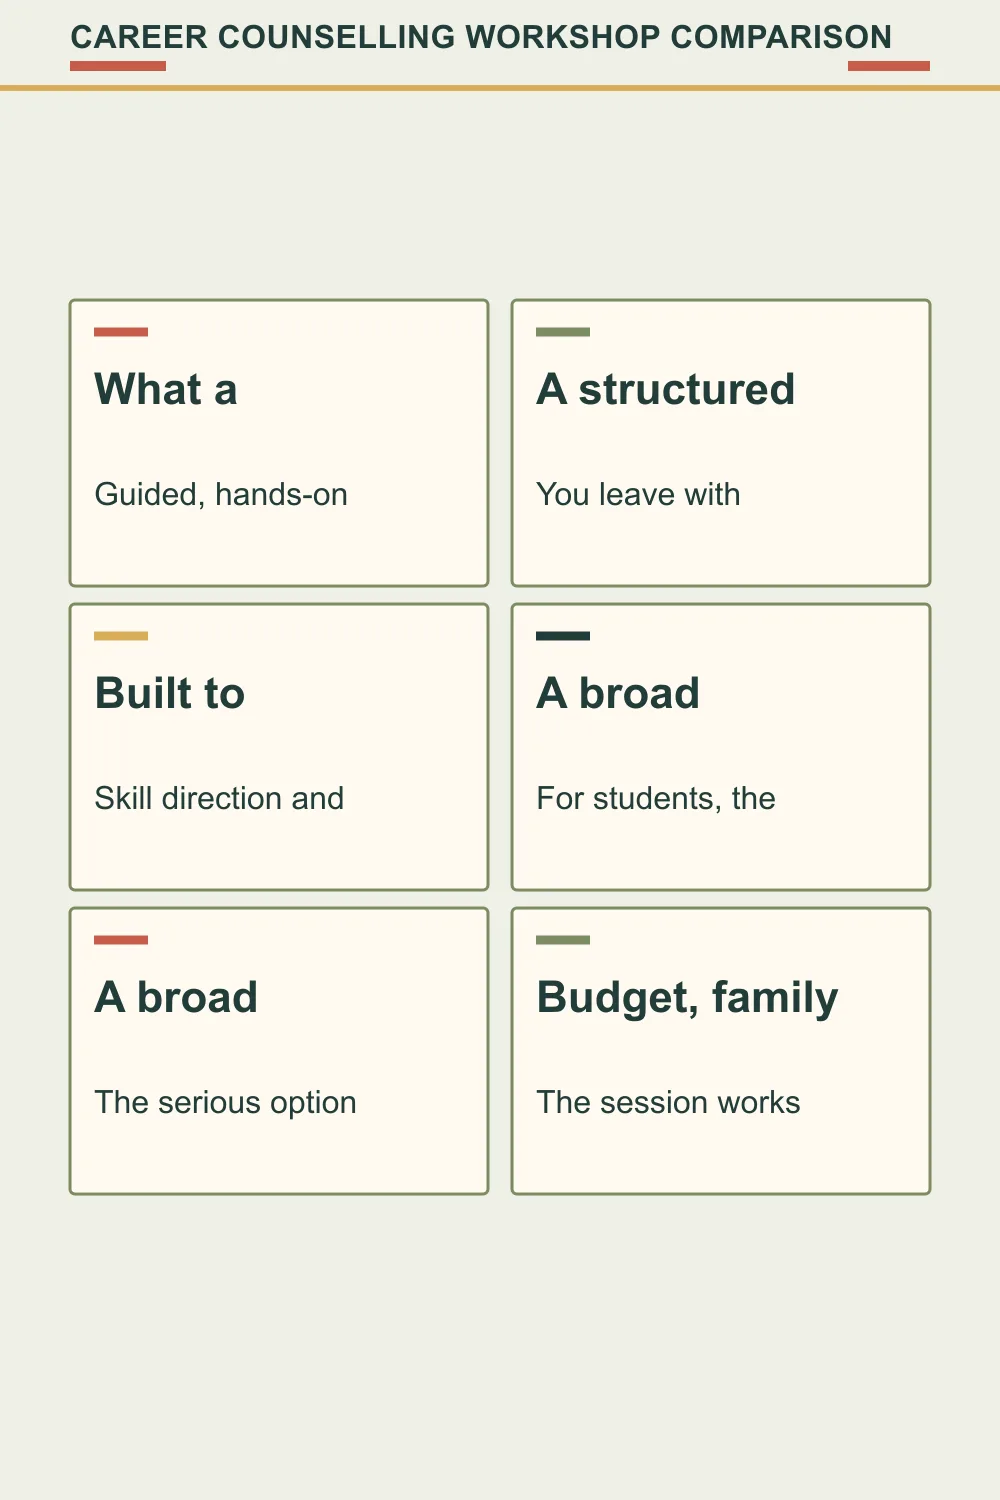 CAREER COUNSELLING WORKSHOP COMPARISON
What a
Guided, hands-on
A structured
You leave with
Built to
Skill direction and
A broad
For students, the
A broad
The serious option
Budget, family
The session works